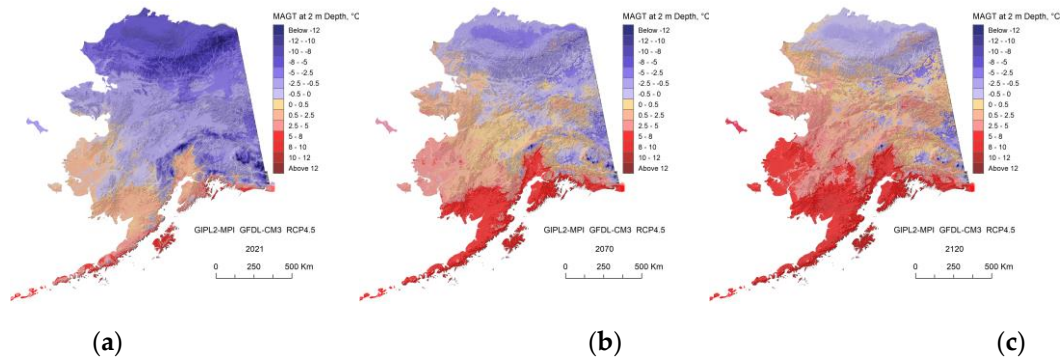 MAGT at 2 m Depth, °C
Below -12
-12 - -10
-10 - -8
-8 - -5
-5 - -2.5
-2.5 - -0.5
-0.5 - 0
0 - 0.5
0.5 - 2.5
2.5 - 5
5 - 8
8 - 10
10 - 12
Above 12
GIPL2-MPI GFDL-CM3 RCP4.5
2021
0 250 500 Km
(a)
MAGT at 2 m Depth, °C
Below -12
-12 - -10
-10 - -8
-8 - -5
-5 - -2.5
-2.5 - -0.5
-0.5 - 0
0 - 0.5
0.5 - 2.5
2.5 - 5
5 - 8
8 - 10
10 - 12
Above 12
GIPL2-MPI GFDL-CM3 RCP4.5
2070
0 250 500 Km
(b)
MAGT at 2 m Depth, °C
Below -12
-12 - -10
-10 - -8
-8 - -5
-5 - -2.5
-2.5 - -0.5
-0.5 - 0
0 - 0.5
0.5 - 2.5
2.5 - 5
5 - 8
8 - 10
10 - 12
Above 12
GIPL2-MPI GFDL-CM3 RCP4.5
2120
0 250 500 Km
(c)